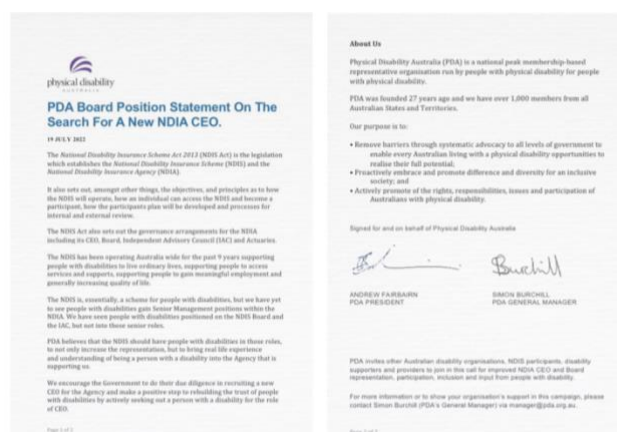 physical disability
AUSTRALIA
PDA Board Position Statement On The
Search For A New NDIA CEO.
19 JULY 2022
The National Disability Insurance Scheme Act 2013 (NDIS Act) is the legislation
which establishes the National Disability Insurance Scheme (NDIS) and the
National Disability Insurance Agency (NDIA).
It also sets out, amongst other things, the objectives, and principles as to how
the NDIS will operate, how an individual can access the NDIS and become a
participant, how the participants plan will be developed and processes for
internal and external review.
The NDIS Act also sets out the governance arrangements for the NDIA
including its CEO, Board, Independent Advisory Council (IAC) and Actuaries.
The NDIS has been operating Australia wide for the past 9 years supporting
people with disabilities to live ordinary lives, supporting people to access
services and supports, supporting people to gain meaningful employment and
generally increasing quality of life.
The NDIS is, essentially, a scheme for people with disabilities, but we have yet
to see people with disabilities gain Senior Management positions within the
NDIA. We have seen people with disabilities positioned on the NDIS Board and
the IAC, but not into these senior roles.
PDA believes that the NDIS should have people with disabilities in those roles,
to not only increase the representation, but to bring real life experience
and understanding of being a person with a disability into the Agency that is
supporting us.
We encourage the Government to do their due diligence in recruiting a new
CEO for the Agency and make a positive step to rebuilding the trust of people
with disabilities by actively seeking out a person with a disability for the role
of CEO.
Page 1 of 2
About Us
Physical Disability Australia (PDA) is a national peak membership-based
representative organisation run by people with physical disability for people
with physical disability.
PDA was founded 27 years ago and we have over 1,000 members from all
Australian States and Territories.
Our purpose is to:
• Remove barriers through systematic advocacy to all levels of government to
enable every Australian living with a physical disability opportunities to
realise their full potential;
• Proactively embrace and promote difference and diversity for an inclusive
society; and
• Actively promote of the rights, responsibilities, issues and participation of
Australians with physical disability.
Signed for and on behalf of Physical Disability Australia
Burchill
ANDREW FAIRBAIRN
PDA PRESIDENT
SIMON BURCHILL
PDA GENERAL MANAGER
PDA invites other Australian disability organisations, NDIS participants, disability
supporters and providers to join in this call for improved NDIA CEO and Board
representation, participation, inclusion and input from people with disability.
For more information or to show your organisation's support in this campaign, please
contact Simon Burchill (PDA's General Manager) via manager@pda.org.au.